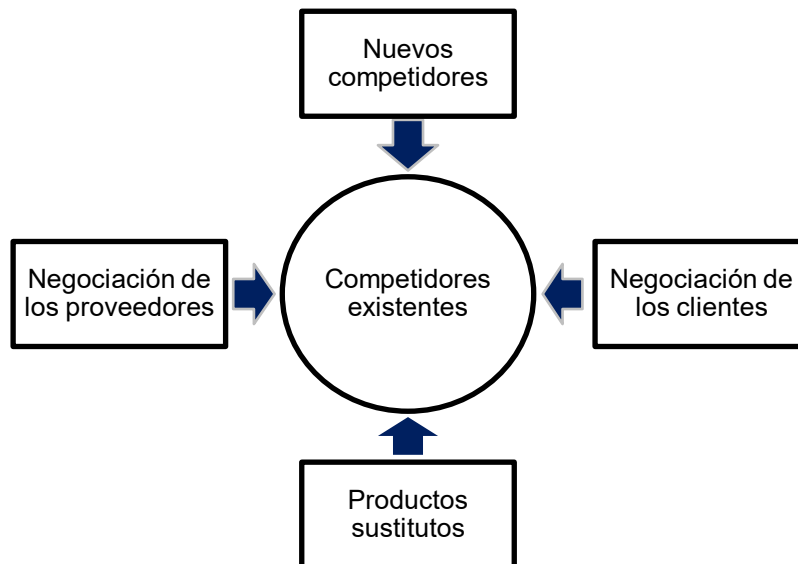 Nuevos
competidores
Negociación de
los proveedores
Competidores
existentes
Negociación de
los clientes
Productos
sustitutos